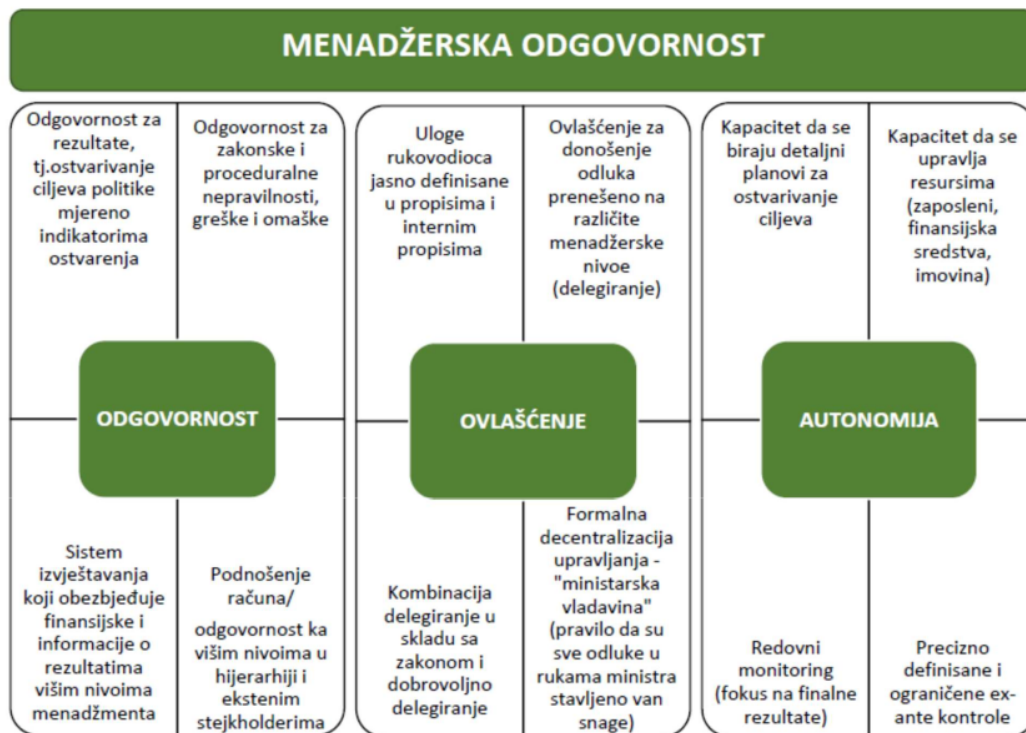 MENADŽERSKA ODGOVORNOST
Odgovornost za
rezultate,
tj.ostvarivanje
ciljeva politike
mjereno
indikatorima
ostvarenja
Odgovornost za
zakonske i
proceduralne
nepravilnosti,
greške i omaške
ODGOVORNOST
Sistem
izvještavanja
koji obezbjeđuje
finansijske i
informacije o
rezultatima
višim nivoima
menadžmenta
Podnošenje
računa/
odgovornost ka
višim nivoima u
hijerarhiji i
ekstenim
stejkholderima
Uloge
rukovodioca
jasno definisane
u propisima i
internim
propisima
Ovlašćenje za
donošenje
odluka
prenešeno na
različite
menadžerske
nivoe
(delegiranje)
OVLAŠĆENJE
Kombinacija
delegiranje u
skladu sa
zakonom i
dobrovoljno
delegiranje
Formalna
decentralizacija
upravljanja -
"ministarska
vladavina"
(pravilo da su
sve odluke u
rukama ministra
stavljeno van
snage)
Kapacitet da se
biraju detaljni
planovi za
ostvarivanje
ciljeva
Kapacitet da se
upravlja
resursima
(zaposleni,
finansijska
sredstva,
imovina)
AUTONOMIJA
Redovni
monitoring
(fokus na finalne
rezultate)
Precizno
definisane i
ograničene ex-
ante kontrole